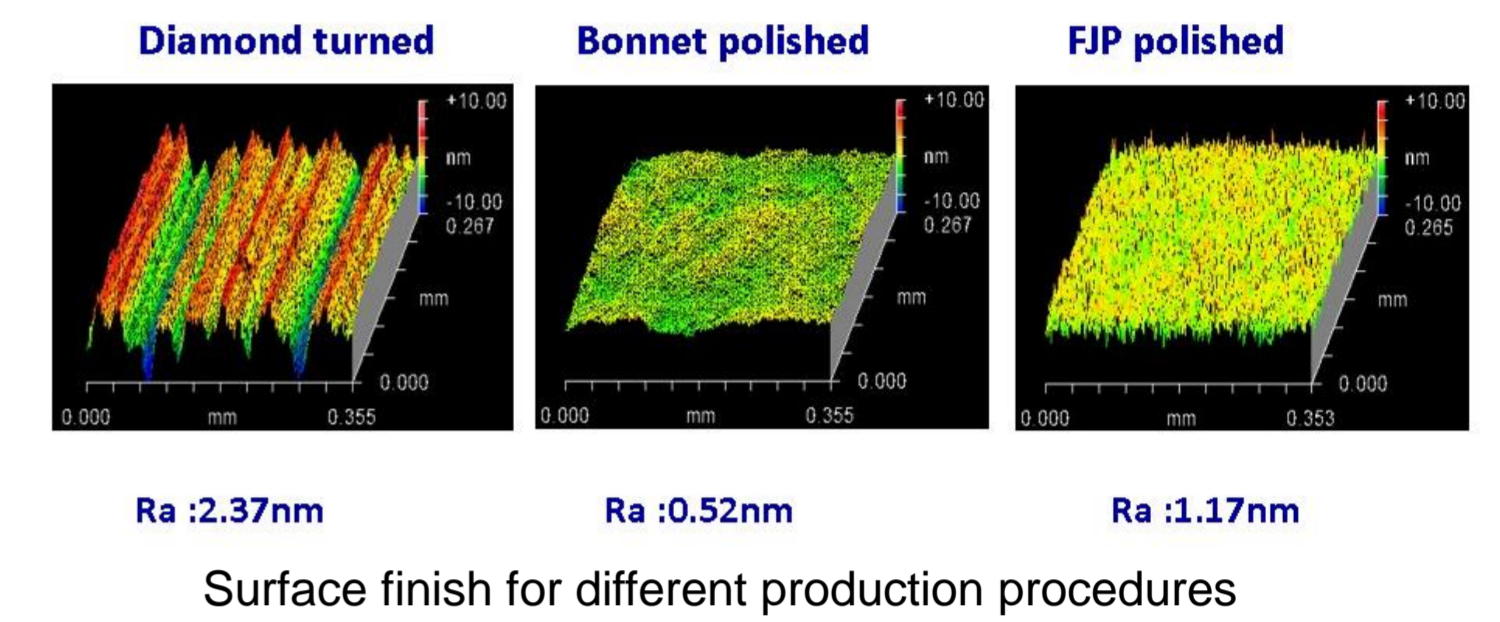 Diamond turned
Bonnet polished
FJP polished
+10.00
nm
-10.00
0.267
mm
0.000
0.000
mm
0.355
+10.00
nm
-10.00
0.267
mm
0.000
0.000
mm
0.355
+10.00
nm
-10.00
0.265
mm
0.000
0.000
mm
0.353
Ra :2.37nm
Ra :0.52nm
Ra :1.17nm
Surface finish for different production procedures